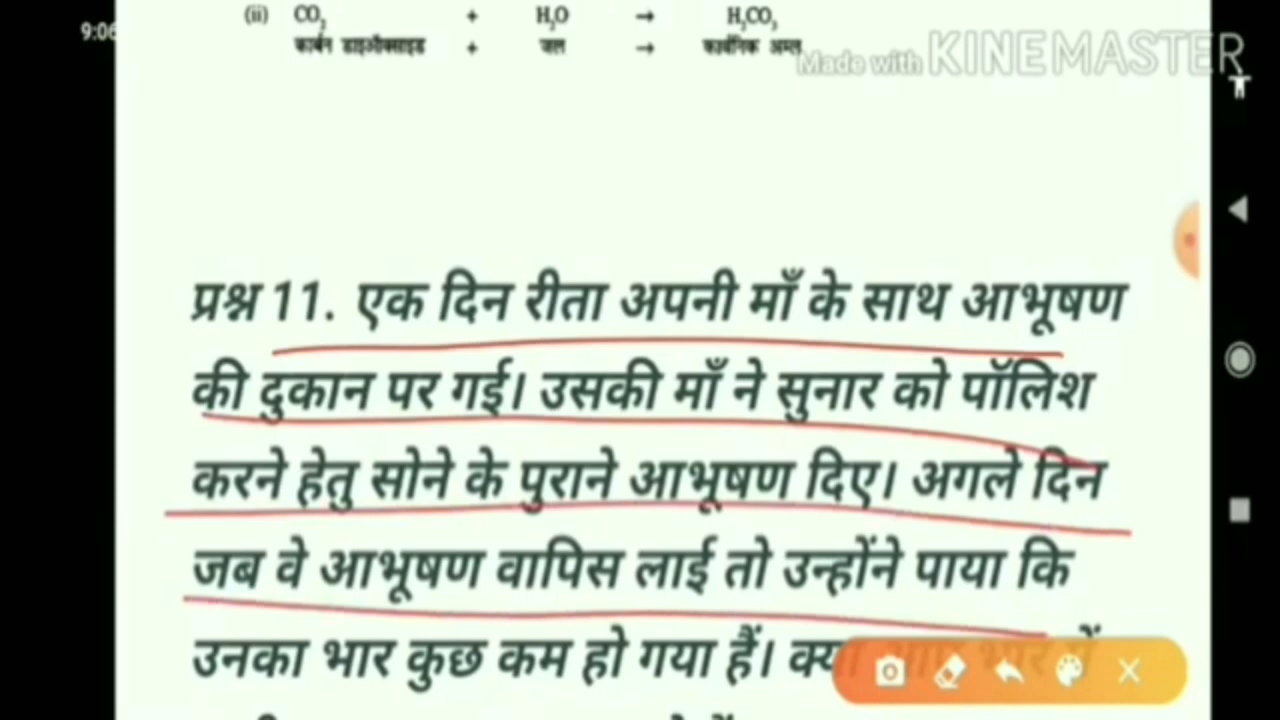 9:06
(ii) CO₂ + H₂O → H₂CO₃
कार्बन डाइऑक्साइड + जल → कार्बोनिक अम्ल
Made with KINEMASTER
प्रश्न 11. एक दिन रीता अपनी माँ के साथ आभूषण
की दुकान पर गई। उसकी माँ ने सुनार को पॉलिश
करने हेतु सोने के पुराने आभूषण दिए। अगले दिन
जब वे आभूषण वापिस लाई तो उन्होंने पाया कि
उनका भार कुछ कम हो गया हैं। क्या आप भार में